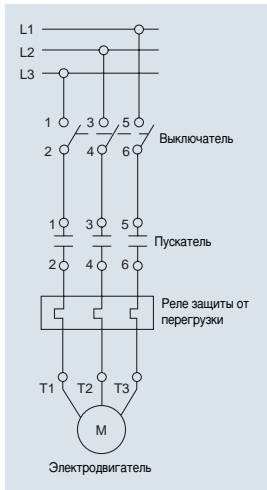 L1
L2
L3
1 3 5
Выключатель
2 4 6
1 3 5
Пускатель
2 4 6
Реле защиты от
перегрузки
T1 T2 T3
M
Электродвигатель